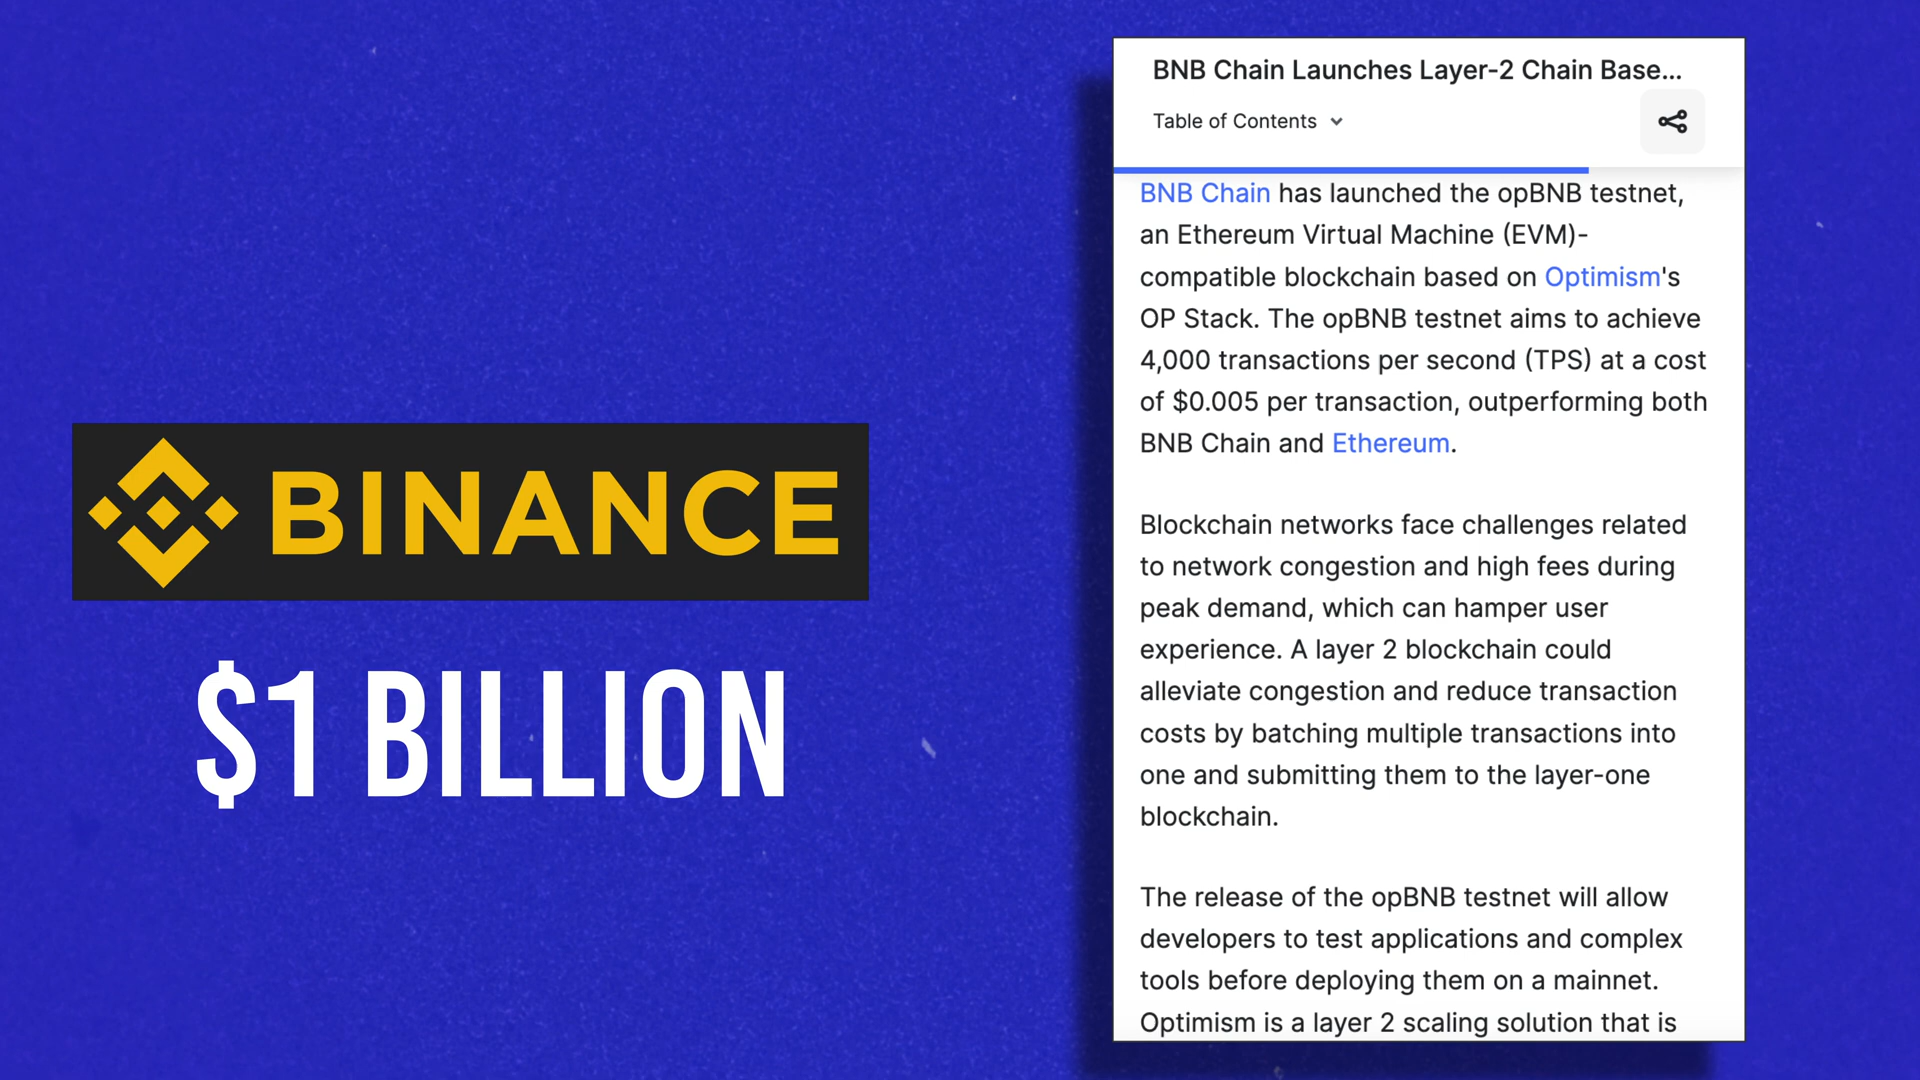 BINANCE
$1 BILLION
BNB Chain Launches Layer-2 Chain Base...
Table of Contents
BNB Chain has launched the opBNB testnet,
an Ethereum Virtual Machine (EVM)-
compatible blockchain based on Optimism's
OP Stack. The opBNB testnet aims to achieve
4,000 transactions per second (TPS) at a cost
of $0.005 per transaction, outperforming both
BNB Chain and Ethereum.
Blockchain networks face challenges related
to network congestion and high fees during
peak demand, which can hamper user
experience. A layer 2 blockchain could
alleviate congestion and reduce transaction
costs by batching multiple transactions into
one and submitting them to the layer-one
blockchain.
The release of the opBNB testnet will allow
developers to test applications and complex
tools before deploying them on a mainnet.
Optimism is a layer 2 scaling solution that is